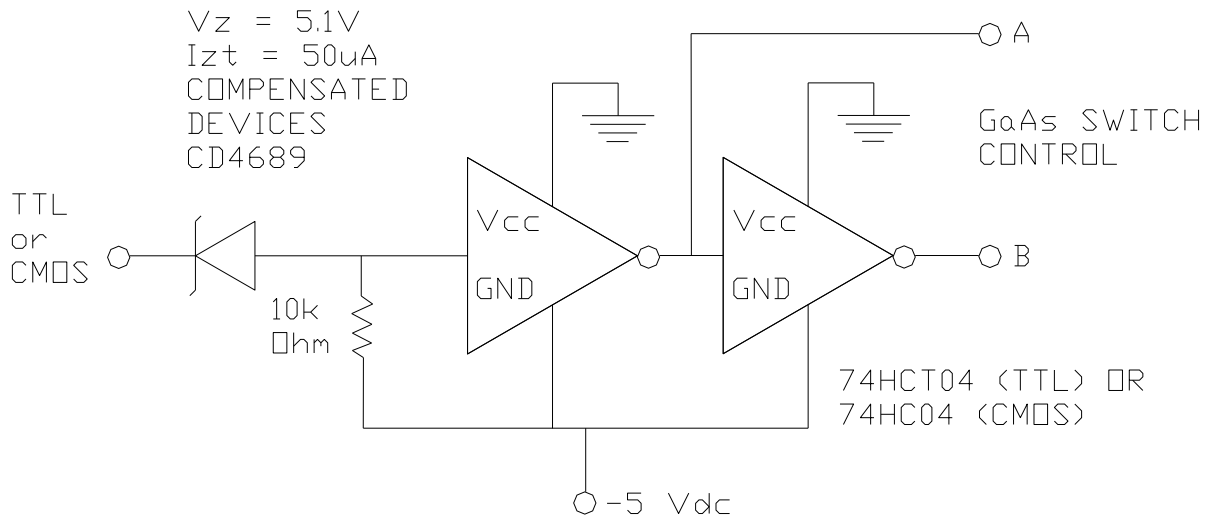 Vz = 5.1V
Izt = 50uA
COMPENSATED
DEVICES
CD4689
A
GaAs SWITCH
CONTROL
TTL
or
CMOS
Vcc
GND
Vcc
GND
B
10k
Ohm
74HCT04 (TTL) OR
74HC04 (CMOS)
-5 Vdc